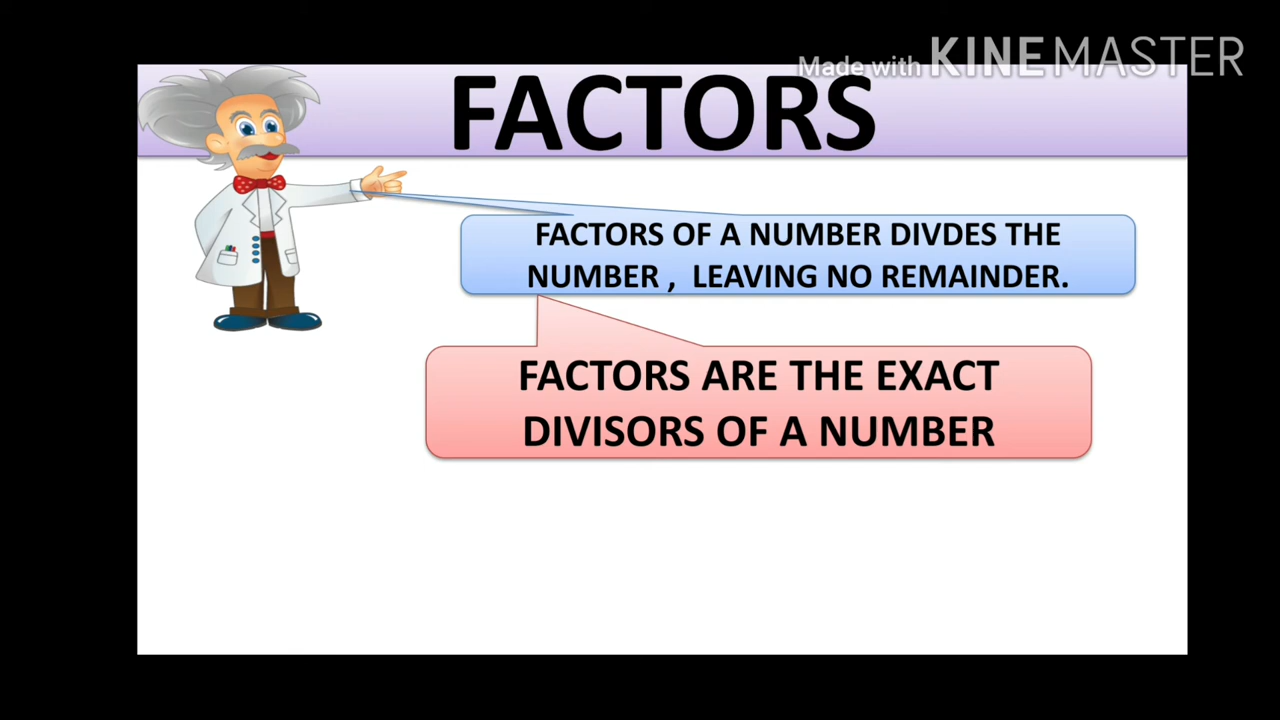 Made with KINEMASTER
FACTORS
FACTORS OF A NUMBER DIVDES THE
NUMBER , LEAVING NO REMAINDER.
FACTORS ARE THE EXACT
DIVISORS OF A NUMBER